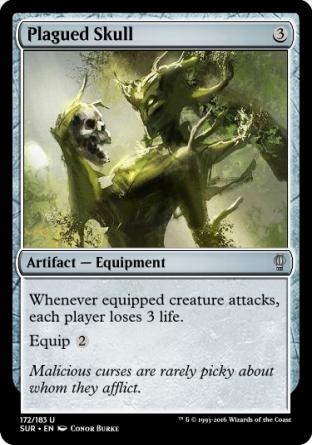 Plagued Skull 3
Artifact — Equipment
Whenever equipped creature attacks,
each player loses 3 life.
Equip 2
Malicious curses are rarely picky about
whom they afflict.
172/183 U
SUR • EN CONOR BURKE
™ & © 1993-2016 Wizards of the Coast